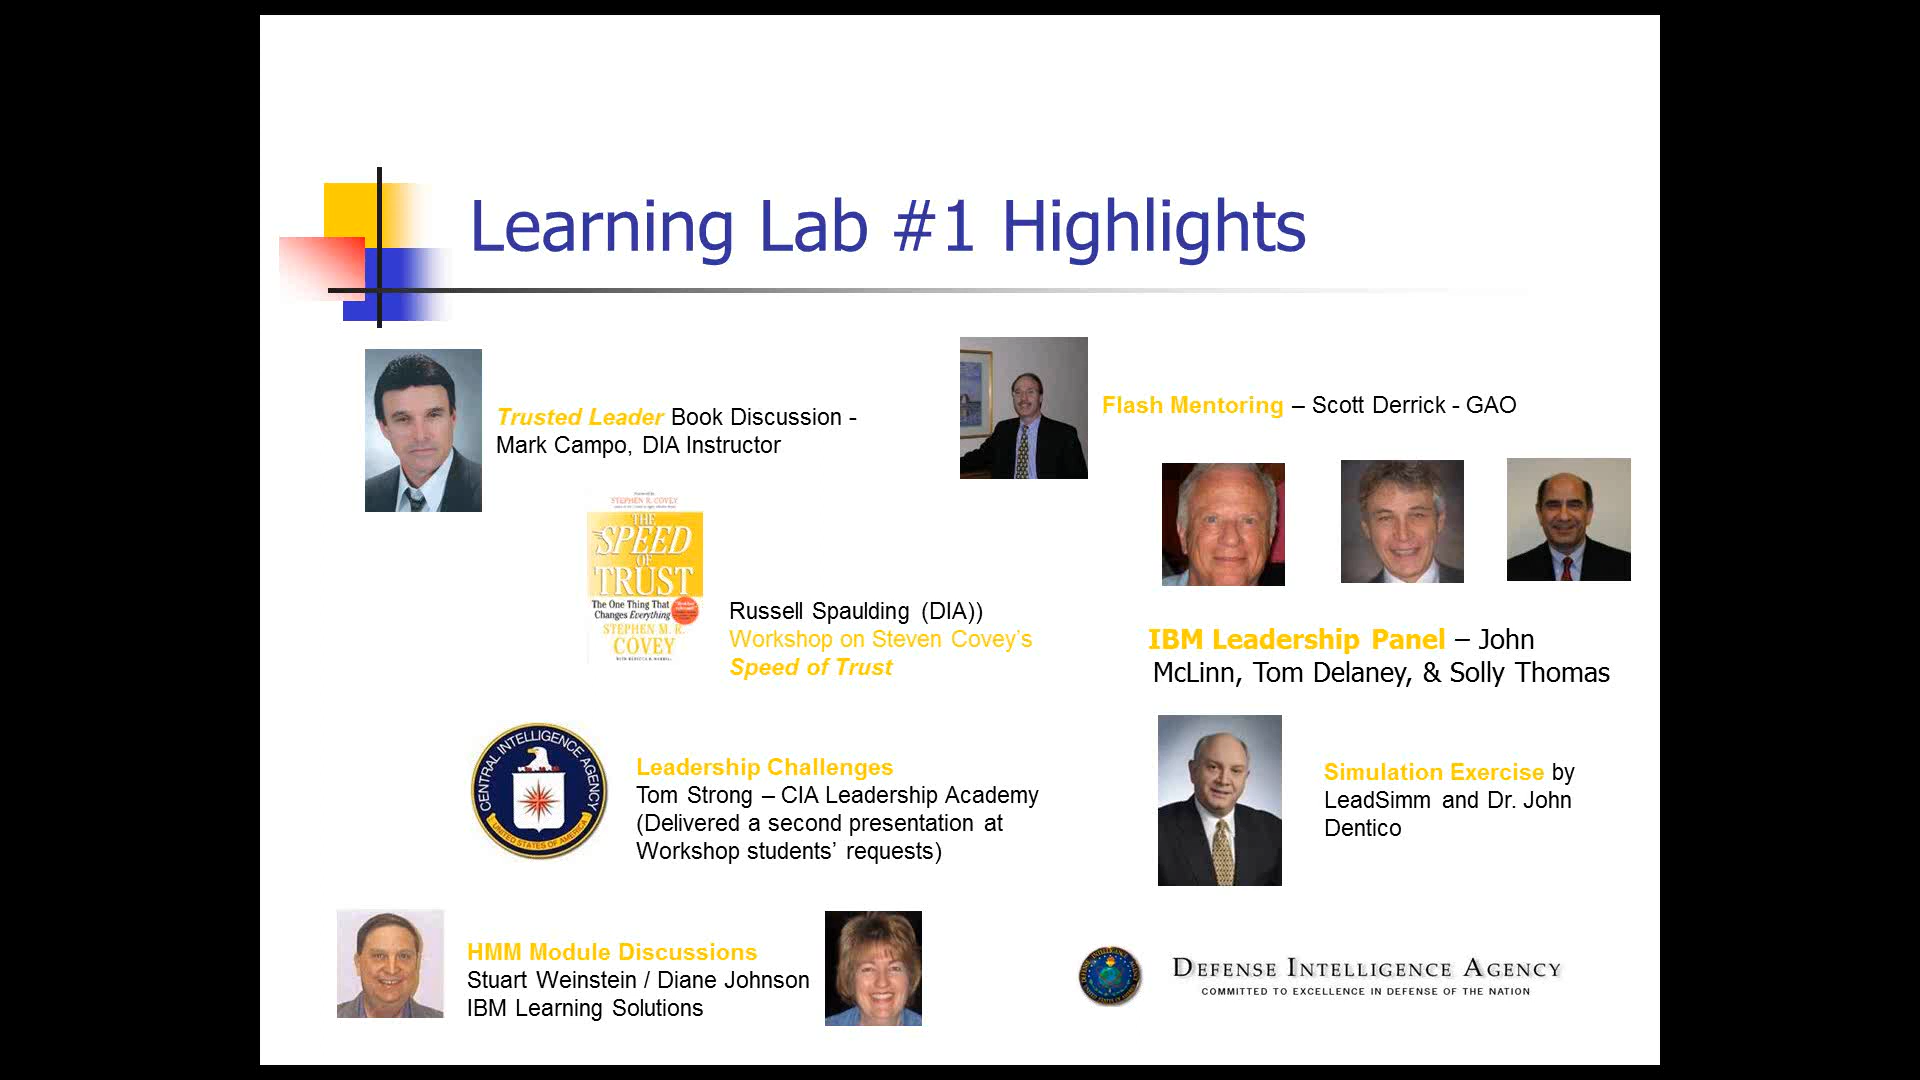 Learning Lab #1 Highlights
Trusted Leader Book Discussion -
Mark Campo, DIA Instructor
Flash Mentoring – Scott Derrick - GAO
STEPHEN R. COVEY
THE
SPEED
OF
TRUST
The One Thing That
Changes Everything
STEPHEN M. R.
COVEY
Russell Spaulding (DIA))
Workshop on Steven Covey's
Speed of Trust
IBM Leadership Panel – John
McLinn, Tom Delaney, & Solly Thomas
CENTRAL INTELLIGENCE AGENCY
UNITED STATES OF AMERICA
Leadership Challenges
Tom Strong – CIA Leadership Academy
(Delivered a second presentation at
Workshop students’ requests)
Simulation Exercise by
LeadSimm and Dr. John
Dentico
HMM Module Discussions
Stuart Weinstein / Diane Johnson
IBM Learning Solutions
DEFENSE INTELLIGENCE AGENCY
COMMITTED TO EXCELLENCE IN DEFENSE OF THE NATION